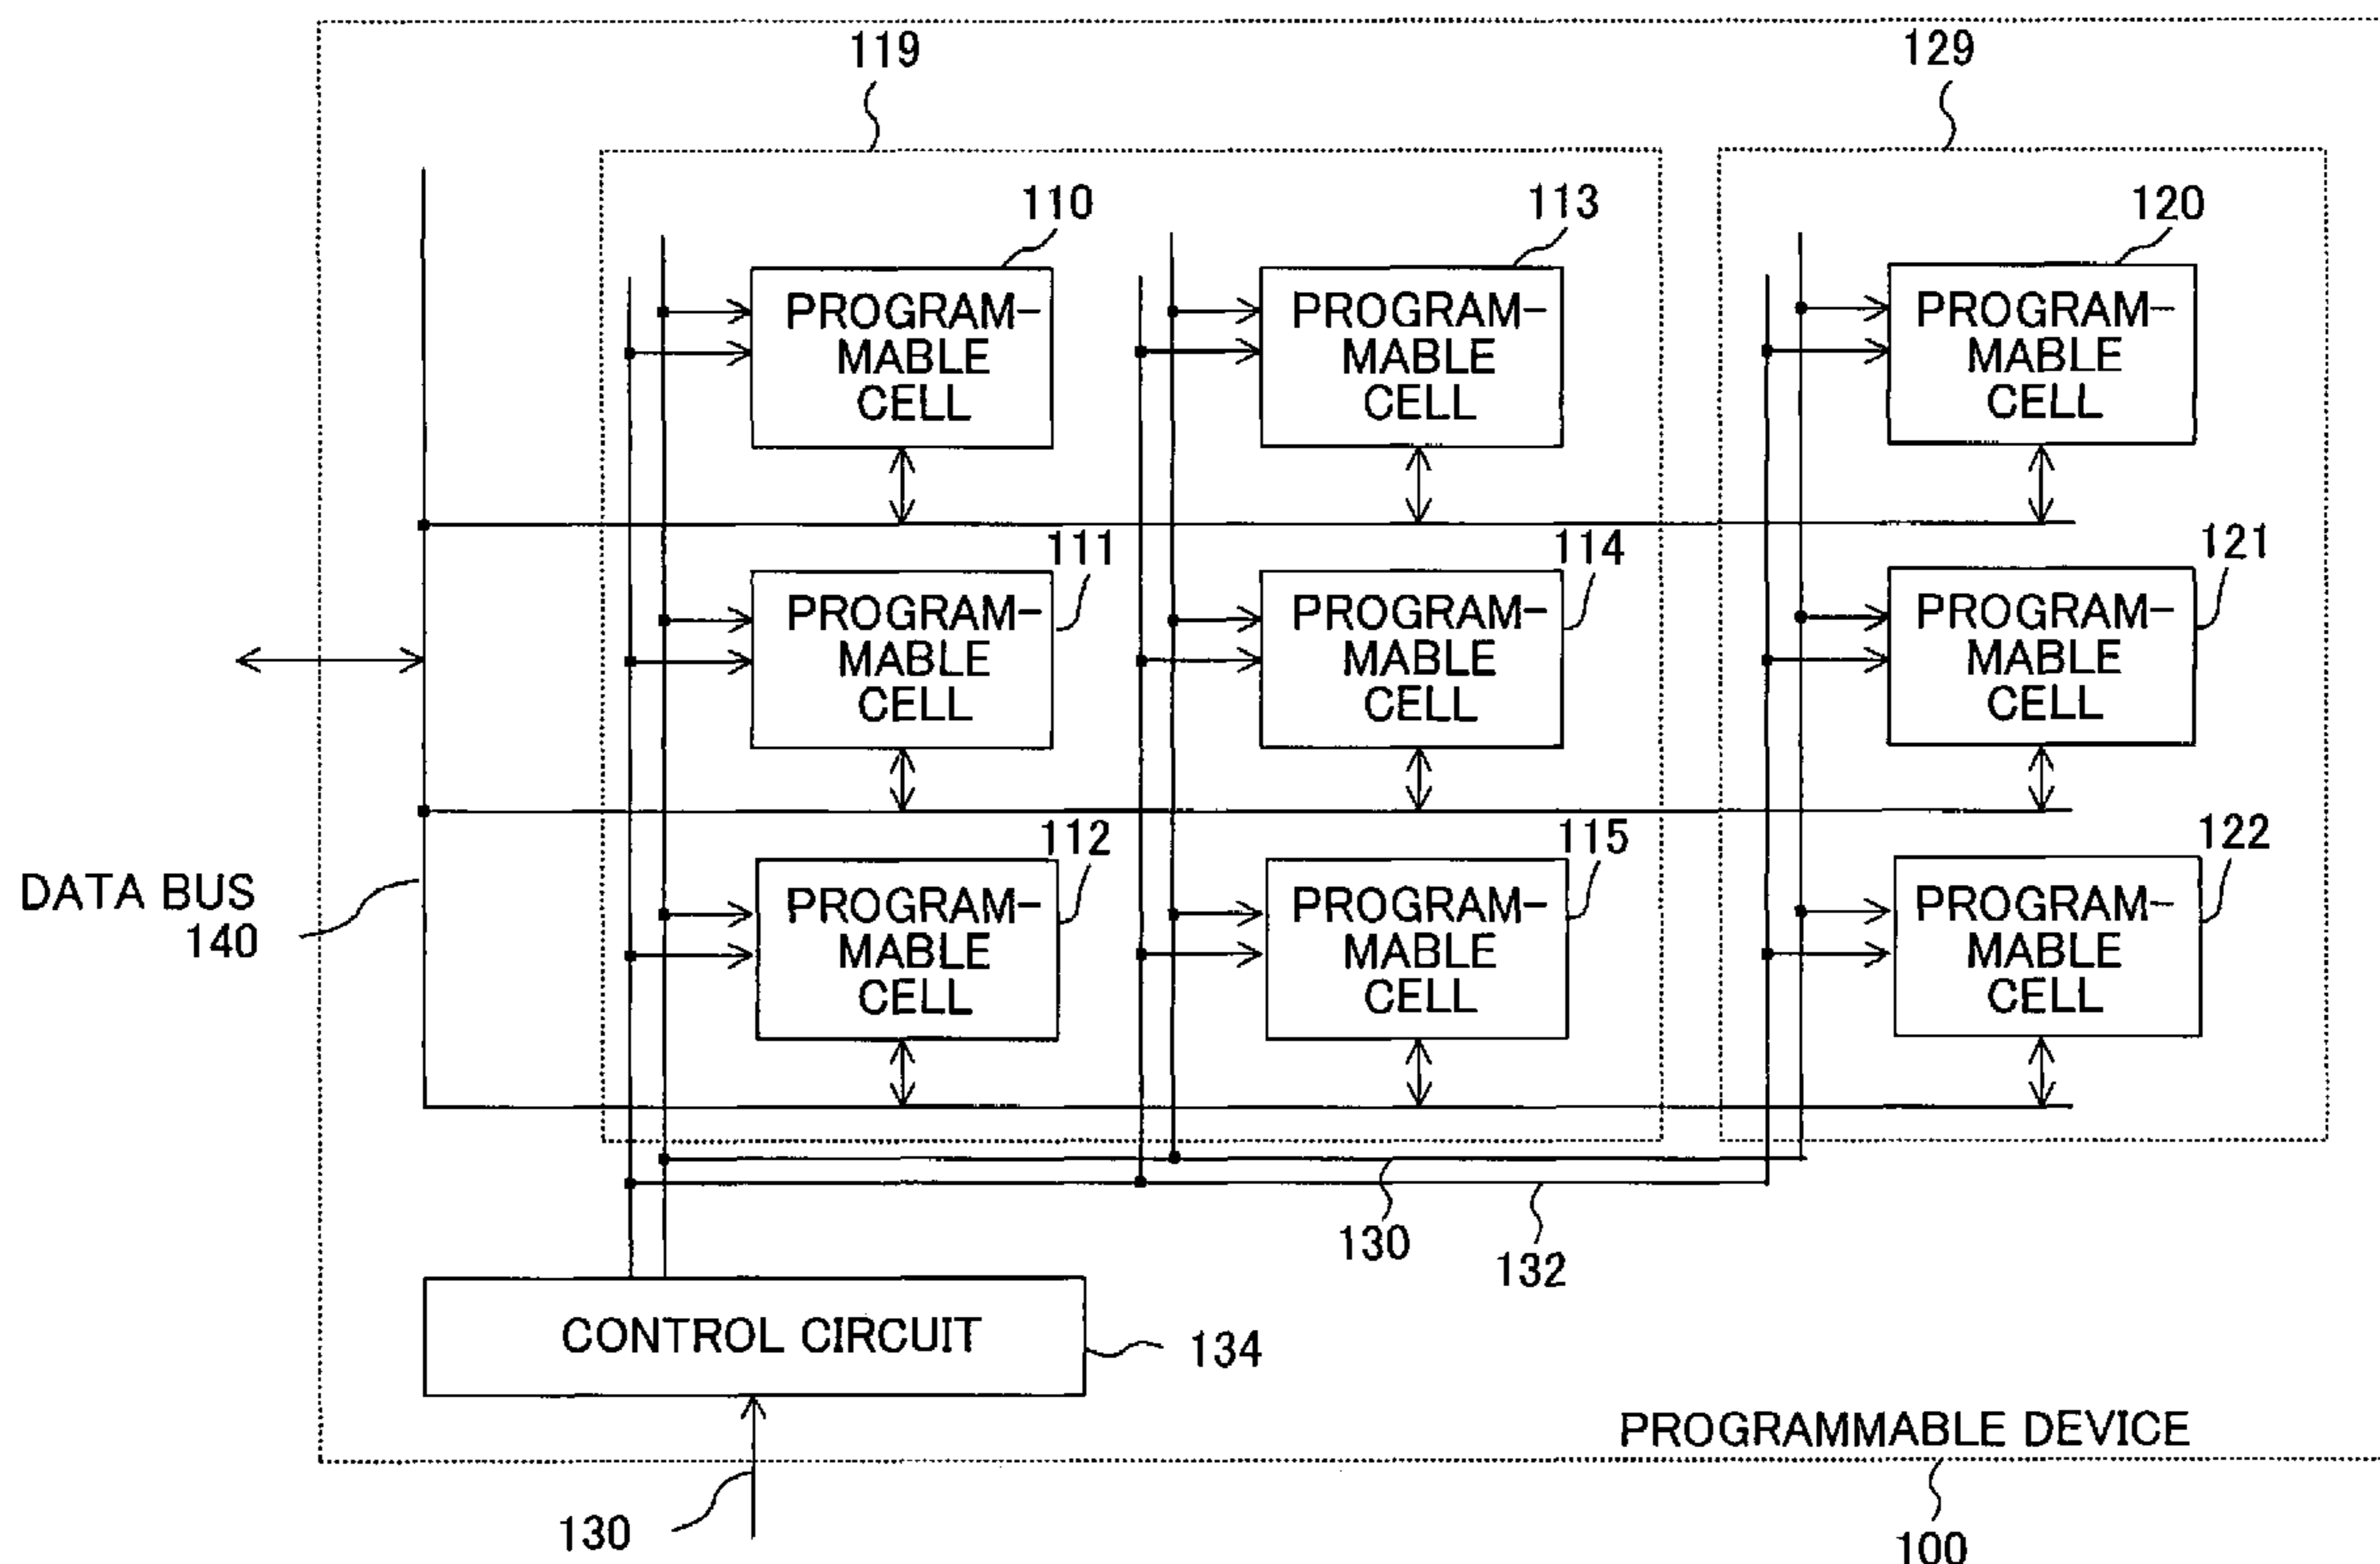 119
129
110
113
120
PROGRAM-
MABLE
CELL
PROGRAM-
MABLE
CELL
PROGRAM-
MABLE
CELL
111
114
121
PROGRAM-
MABLE
CELL
PROGRAM-
MABLE
CELL
PROGRAM-
MABLE
CELL
112
115
122
PROGRAM-
MABLE
CELL
PROGRAM-
MABLE
CELL
PROGRAM-
MABLE
CELL
DATA BUS
140
130
132
CONTROL CIRCUIT
134
PROGRAMMABLE DEVICE
130
100